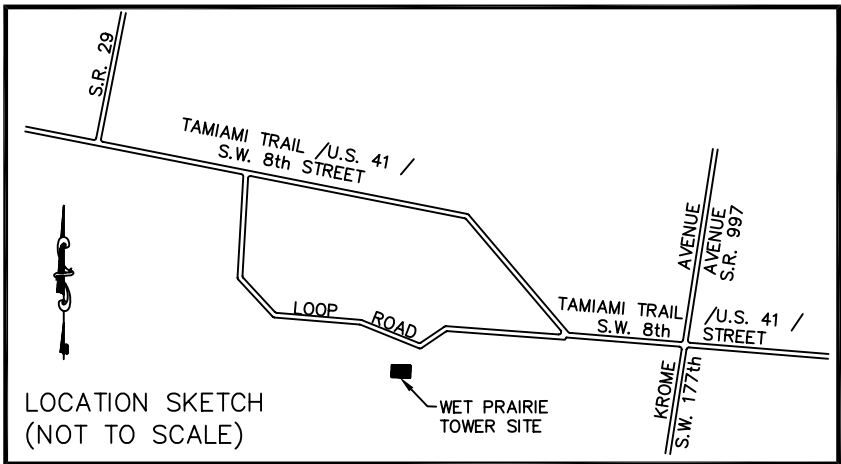 S.R. 29
TAMIAMI TRAIL /U.S. 41 /
S.W. 8th STREET
AVENUE
AVENUE
S.R. 997
LOOP ROAD
TAMIAMI TRAIL /U.S. 41 /
S.W. 8th STREET
KROME
S.W. 177th
WET PRAIRIE
TOWER SITE
LOCATION SKETCH
(NOT TO SCALE)